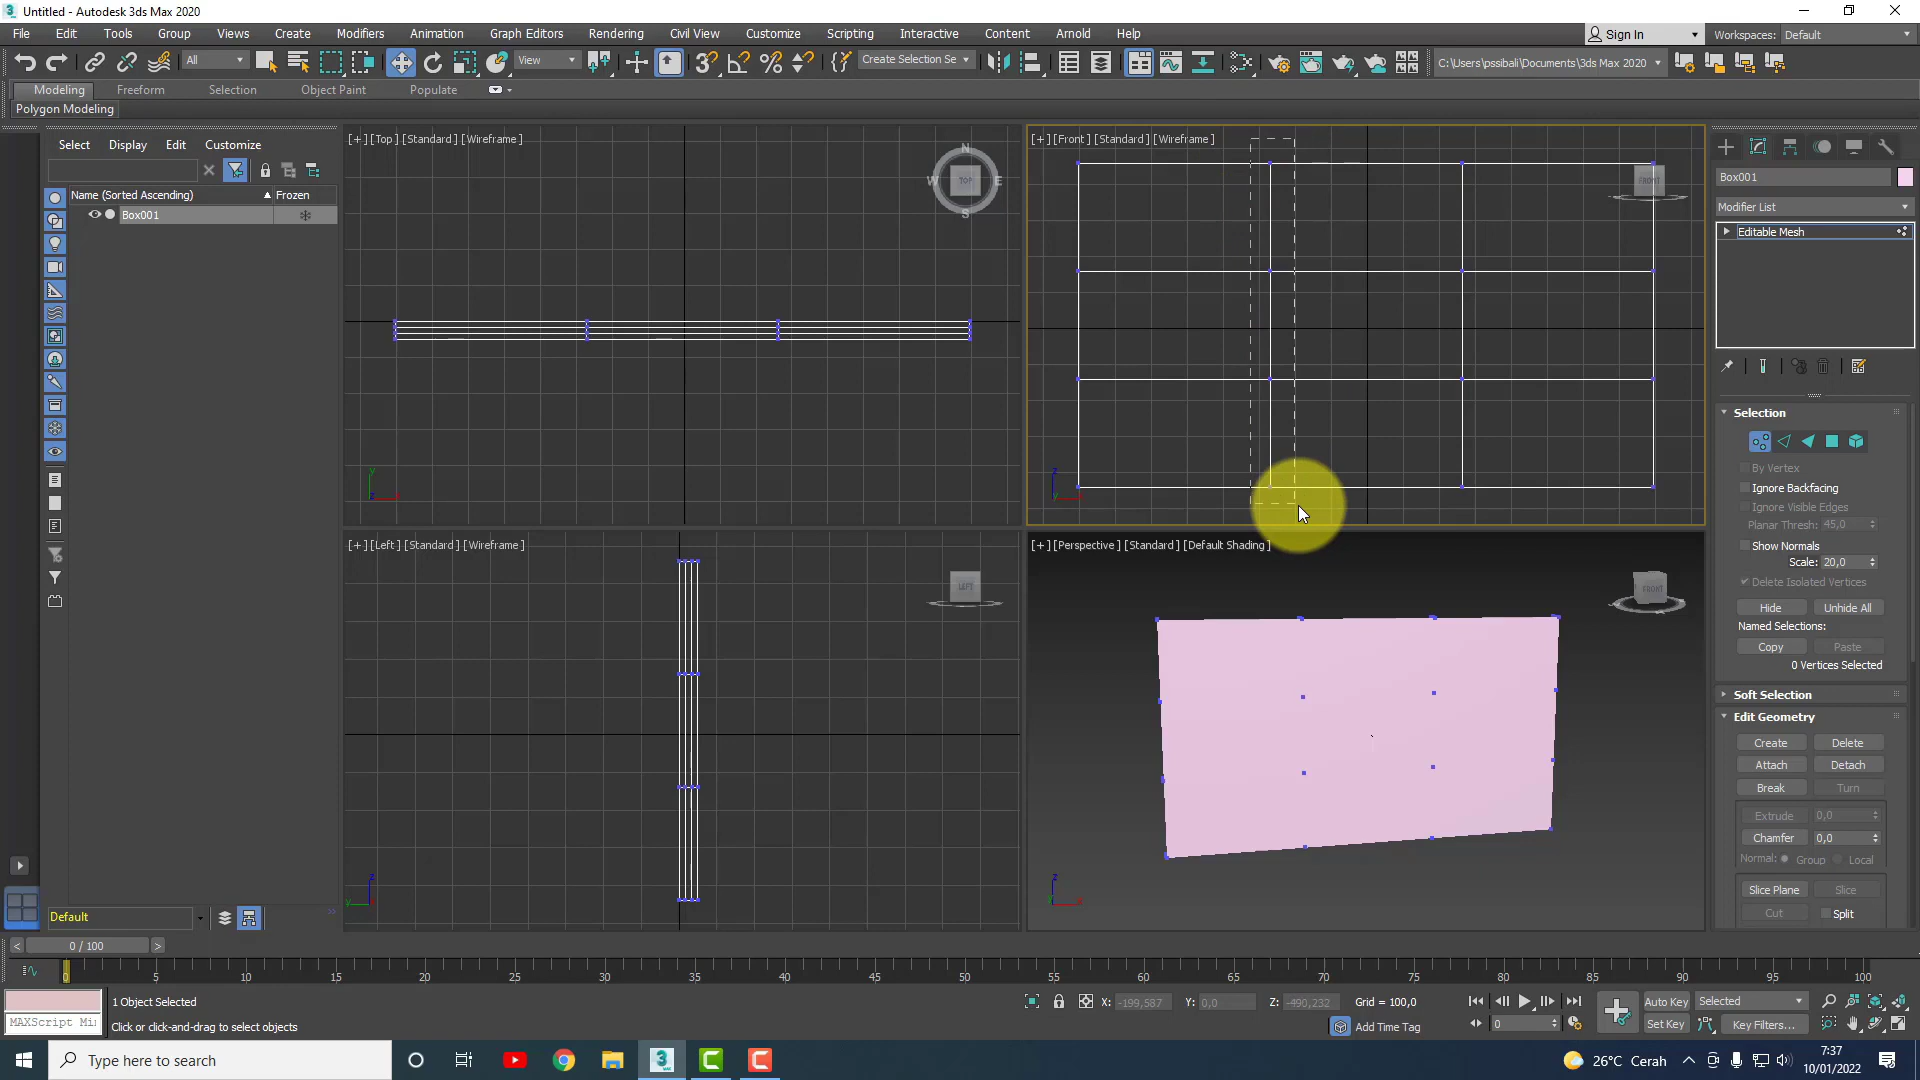 Untitled - Autodesk 3ds Max 2020
File Edit Tools Group Views Create Modifiers Animation Graph Editors Rendering Civil View Customize Scripting Interactive Content Arnold Help
Sign In Workspaces: Default
All View Create Selection Se C:\Users\pssibali\Documents\3ds Max 2020
Modeling Freeform Selection Object Paint Populate
Polygon Modeling
Select Display Edit Customize
Name (Sorted Ascending) Frozen
Box001
[+] [Top] [Standard] [Wireframe]
N
W TOP E
S
[+] [Front] [Standard] [Wireframe]
FRONT
y
x
z
z
x
y
[+] [Left] [Standard] [Wireframe]
LEFT
z
y
[+] [Perspective] [Standard] [Default Shading]
FRONT
z
x
Box001
Modifier List
Editable Mesh
Selection
By Vertex
Ignore Backfacing
Ignore Visible Edges
Planar Thresh: 45,0
Show Normals
Scale: 20,0
Delete Isolated Vertices
Hide Unhide All
Named Selections:
Copy Paste
0 Vertices Selected
Soft Selection
Edit Geometry
Create Delete
Attach Detach
Break Turn
Extrude 0,0
Chamfer 0,0
Normal: Group Local
Slice Plane Slice
Cut Split
Default
< 0 / 100 >
0 5 10 15 20 25 30 35 40 45 50 55 60 65 70 75 80 85 90 95 100
1 Object Selected
MAXScript Mi
Click or click-and-drag to select objects
X: -199,587 Y: 0,0 Z: -490,232 Grid = 100,0
Add Time Tag
0
Auto Key Selected
Set Key Key Filters...
Type here to search
26°C Cerah
7:37
10/01/2022